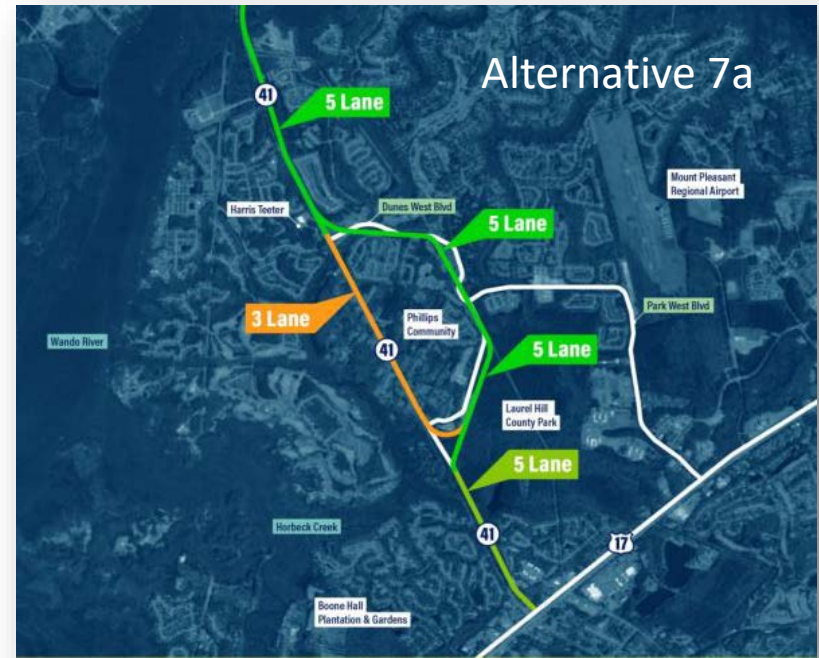 Alternative 7a
41
5 Lane
Mount Pleasant
Regional Airport
Harris Teeter
Dunes West Blvd
5 Lane
3 Lane
Phillips
Community
Park West Blvd
Wando River
41
5 Lane
Laurel Hill
County Park
5 Lane
Horbeck Creek
41
17
Boone Hall
Plantation & Gardens